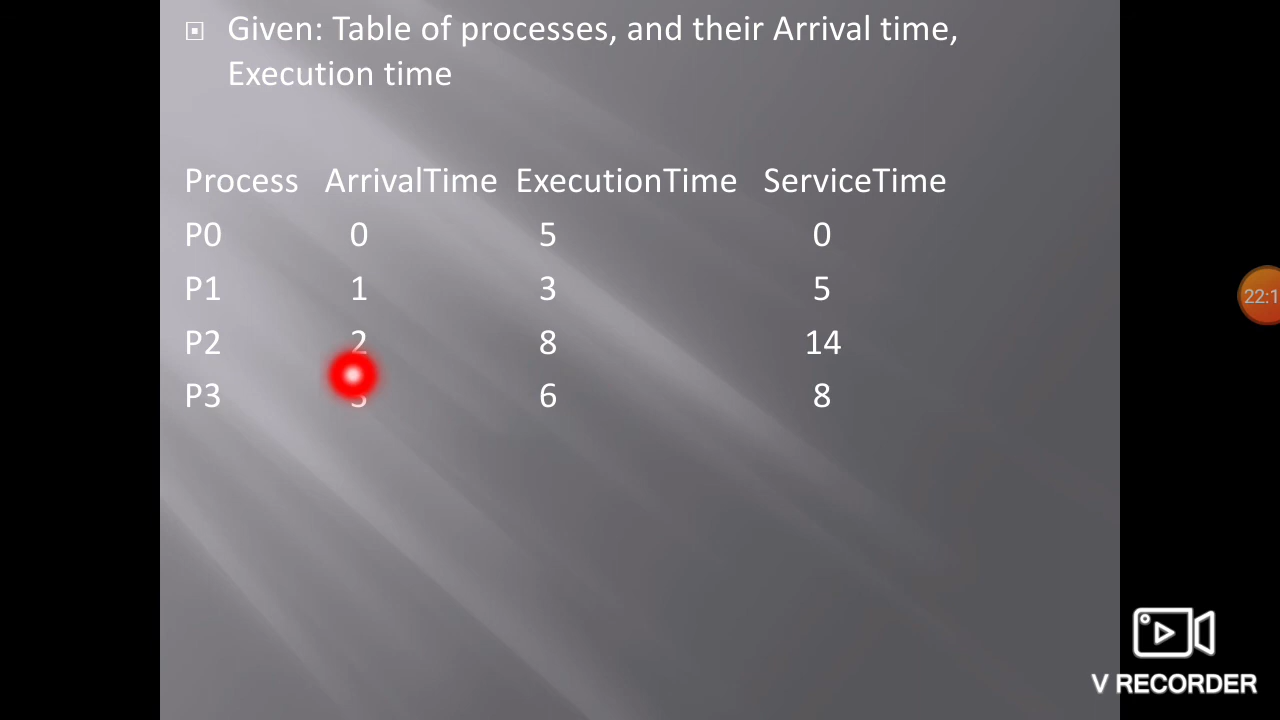 Given: Table of processes, and their Arrival time,
Execution time
Process ArrivalTime ExecutionTime ServiceTime
P0 0 5 0
P1 1 3 5
P2 2 8 14
P3 3 6 8
22:1
V RECORDER